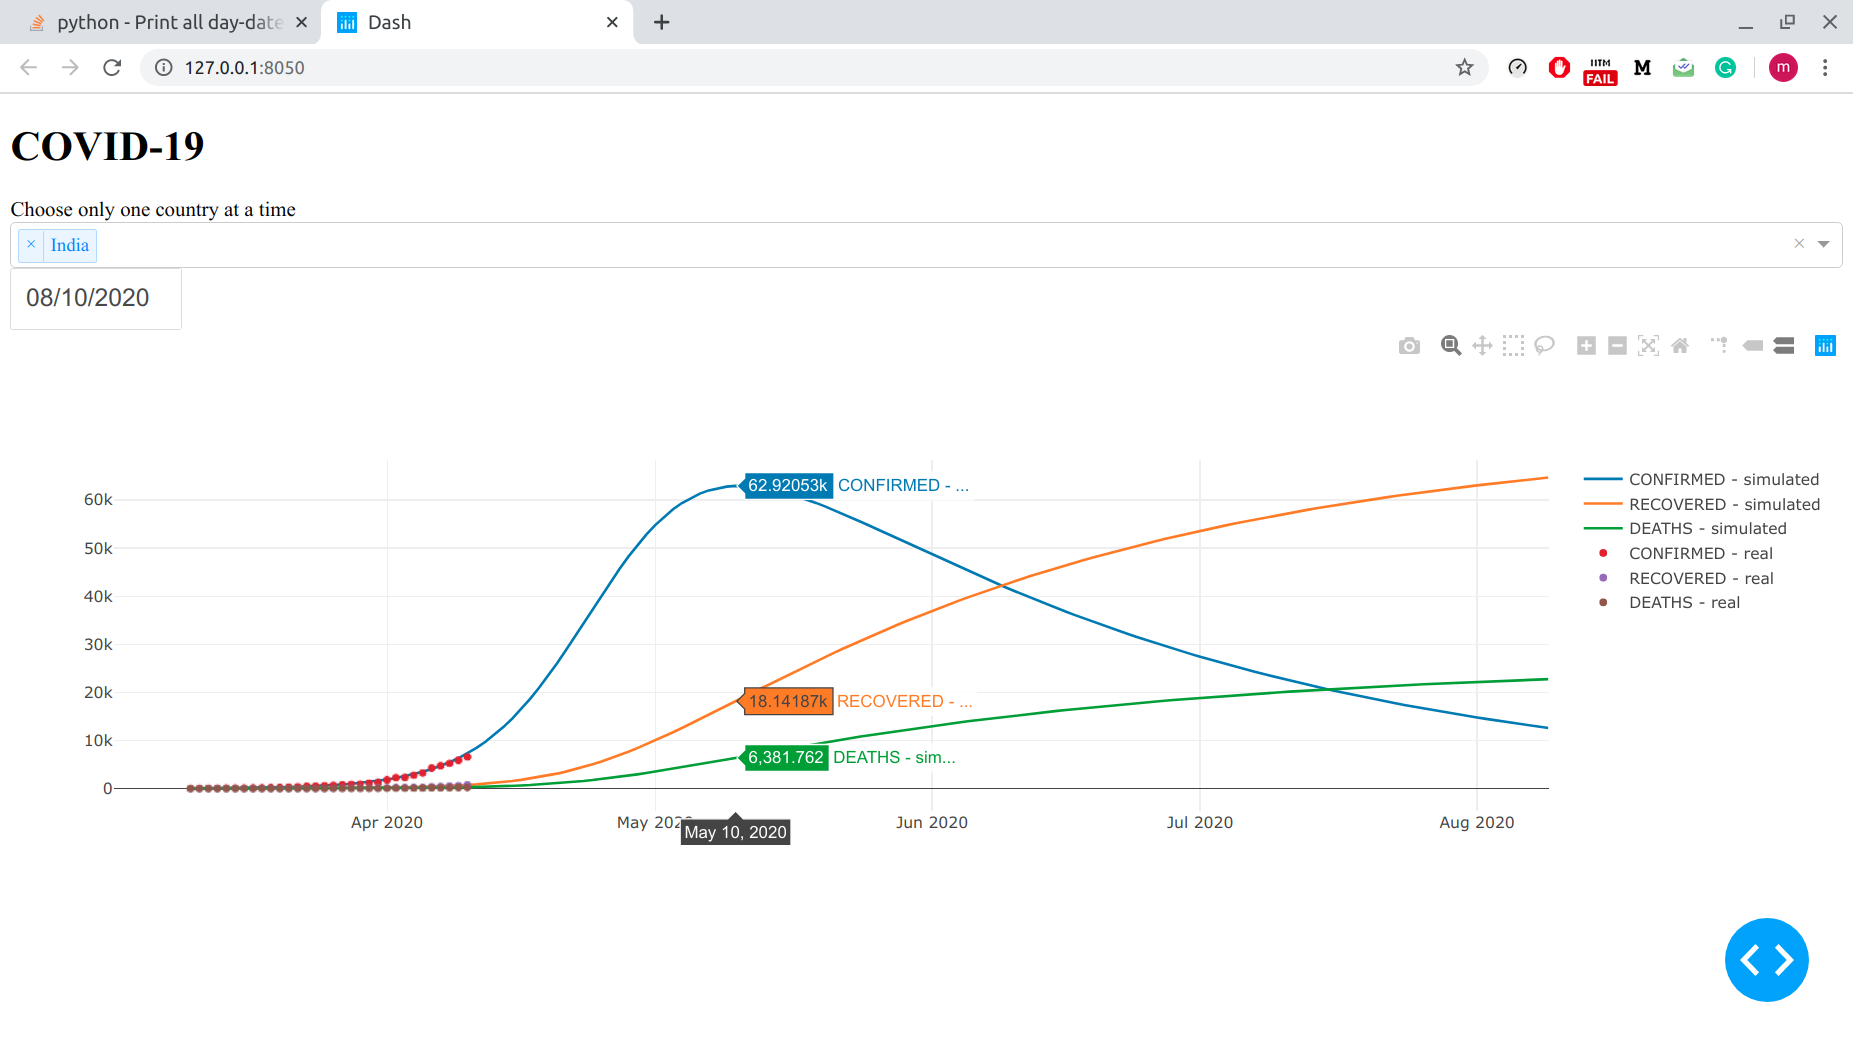 python - Print all day-date
Dash
127.0.0.1:8050
IITM
FAIL
M
m
COVID-19
Choose only one country at a time
× India
08/10/2020
60k
50k
40k
30k
20k
10k
0
62.92053k CONFIRMED - ...
18.14187k RECOVERED - ...
6,381.762 DEATHS - sim...
Apr 2020
May 202
Jun 2020
Jul 2020
Aug 2020
May 10, 2020
CONFIRMED - simulated
RECOVERED - simulated
DEATHS - simulated
CONFIRMED - real
RECOVERED - real
DEATHS - real